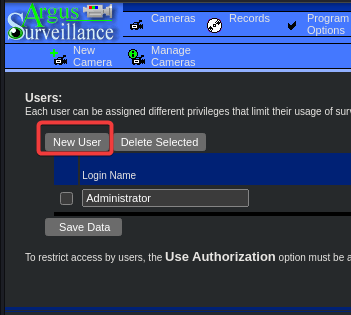 Argus
Surveillance
Cameras
Records
Program
Options
New
Camera
Manage
Cameras
Users:
Each user can be assigned different privileges that limit their usage of
New User
Delete Selected
Login Name
Administrator
Save Data
To restrict access by users, the Use Authorization option must be